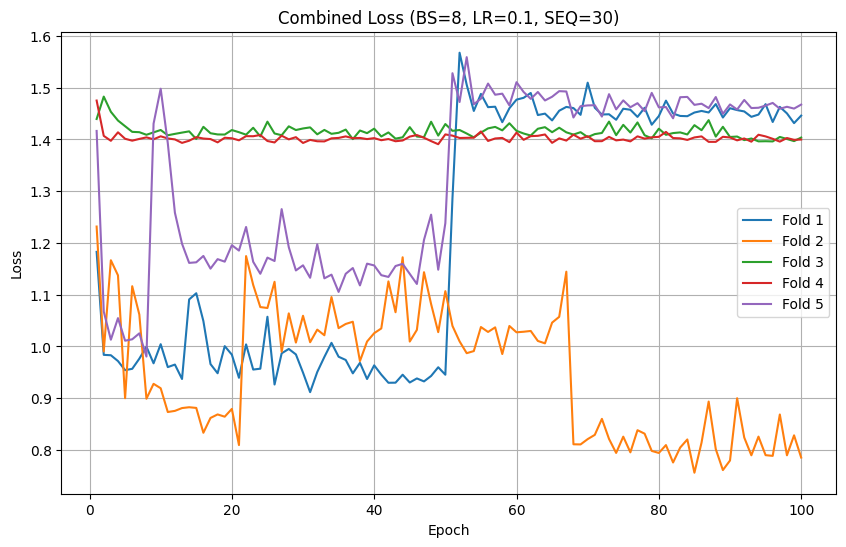 Combined Loss (BS=8, LR=0.1, SEQ=30)
Loss
1.6
1.5
1.4
1.3
1.2
1.1
1.0
0.9
0.8
Fold 1
Fold 2
Fold 3
Fold 4
Fold 5
0 20 40 60 80 100
Epoch